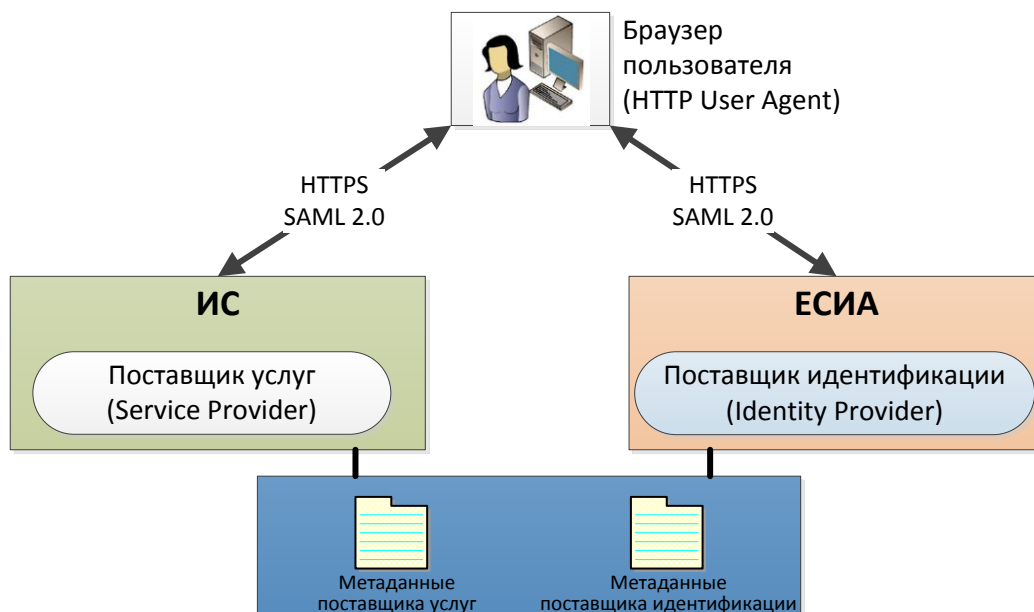 Браузер
пользователя
(HTTP User Agent)
HTTPS
SAML 2.0
HTTPS
SAML 2.0
ИС
Поставщик услуг
(Service Provider)
ЕСИА
Поставщик идентификации
(Identity Provider)
Метаданные
поставщика услуг
Метаданные
поставщика идентификации